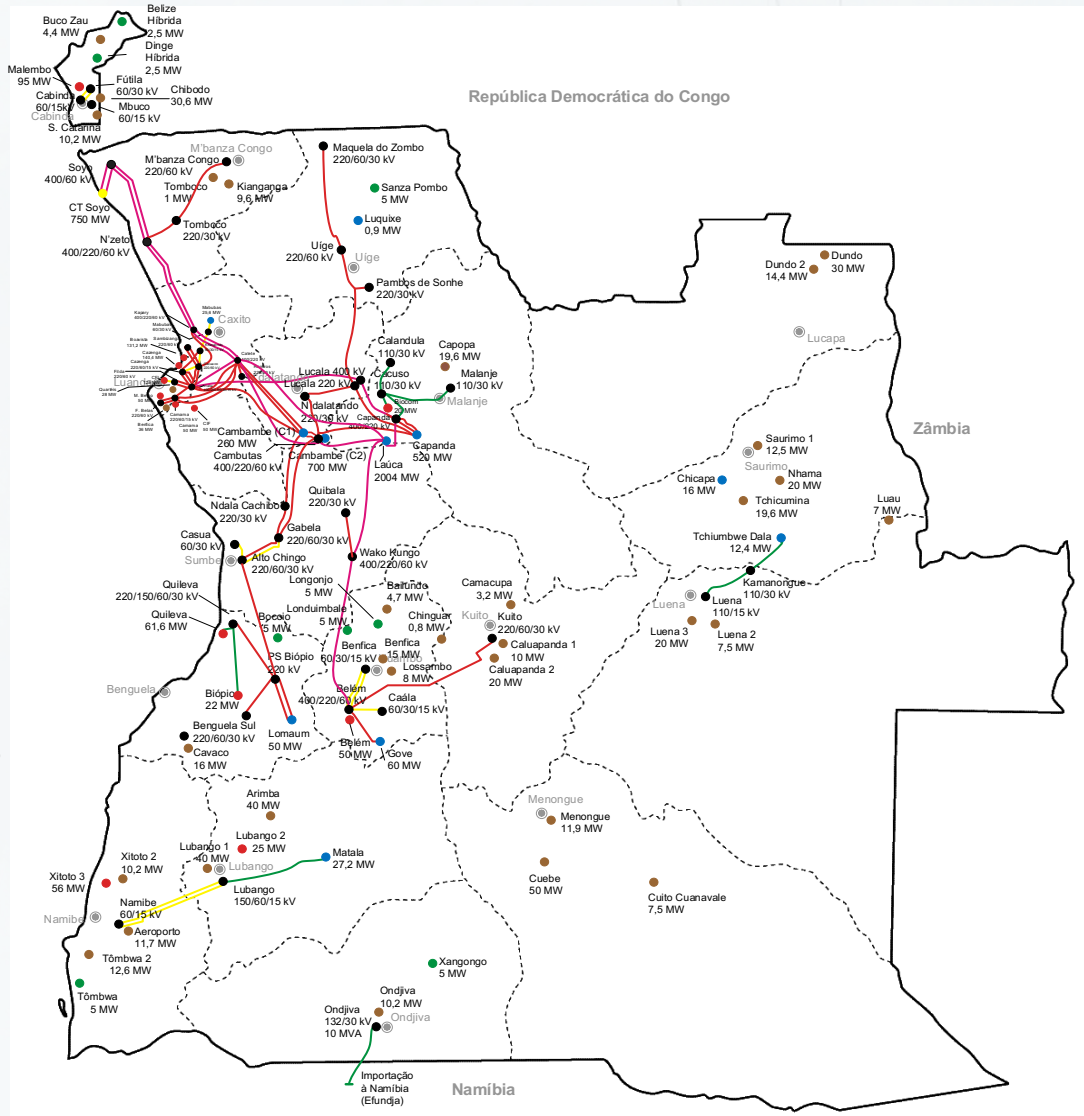 Belize
Híbrida
2,5 MW
Buco Zau
4,4 MW
Dinge
Híbrida
2,5 MW
Malembo
95 MW
Fútila
60/30 kV
Chibodo
30,6 MW
Cabinda
60/15kV
Mbuco
60/15 kV
Cabinda
S. Catarina
10,2 MW
República Democrática do Congo
M'banza Congo
M'banza Congo
220/60 kV
Maquela do Zombo
220/60/30 kV
Soyo
400/60 kV
Tomboco
1 MW
Kianganga
9,6 MW
Sanza Pombo
5 MW
CT Soyo
750 MW
Luquixe
0,9 MW
Tomboco
220/30 kV
N'zeto
400/220/60 kV
Uíge
220/60 kV
Uíge
Pambos de Sonhe
220/30 kV
Dundo
30 MW
Dundo 2
14,4 MW
Lucapa
Caxito
Calandula
110/30 kV
Capopa
19,6 MW
Lucala 400 kV
Lucala 220 kV
Cacuso
110/30 kV
Malanje
110/30 kV
Malanje
Biocom
20 MW
N'dalatando
220/30 kV
Capanda
400/220 kV
Cambambe (C1)
260 MW
Cambutas
400/220/60 kV
Cambambe (C2)
700 MW
Laúca
2004 MW
Capanda
520 MW
Zâmbia
Saurimo 1
12,5 MW
Saurimo
Chicapa
16 MW
Nhama
20 MW
Tchicumina
19,6 MW
Luau
7 MW
Quibala
220/30 kV
Ndala Cachibo
220/30 kV
Gabela
220/60/30 kV
Casua
60/30 kV
Sumbe
Alto Chingo
220/60/30 kV
Wako Kungo
400/220/60 kV
Tchiumbwe Dala
12,4 MW
Kamanongue
110/30 kV
Luena
Luena
110/15 kV
Luena 3
20 MW
Luena 2
7,5 MW
Longonjo
5 MW
Bailundo
4,7 MW
Camacupa
3,2 MW
Quileva
220/150/60/30 kV
Quileva
61,6 MW
Bocoio
5 MW
Londuimbale
5 MW
Chinguar
0,8 MW
Kuito
Kuito
220/60/30 kV
Caluapanda 1
10 MW
Caluapanda 2
20 MW
Benfica
60/30/15 kV
Benfica
15 MW
Lossambo
8 MW
PS Biópio
220 kV
Belém
400/220/60 kV
Caála
60/30/15 kV
Benguela
Biópio
22 MW
Benguela Sul
220/60/30 kV
Cavaco
16 MW
Lomaum
50 MW
Belém
50 MW
Gove
60 MW
Arimba
40 MW
Menongue
Menongue
11,9 MW
Lubango 2
25 MW
Lubango 1
40 MW
Lubango
Matala
27,2 MW
Xitoto 2
10,2 MW
Xitoto 3
56 MW
Lubango
150/60/15 kV
Cuebe
50 MW
Cuito Cuanavale
7,5 MW
Namibe
60/15 kV
Namibe
Aeroporto
11,7 MW
Tômbwa 2
12,6 MW
Tômbwa
5 MW
Xangongo
5 MW
Ondjiva
10,2 MW
Ondjiva
132/30 kV
10 MVA
Ondjiva
Importação
à Namíbia
(Efundja)
Namíbia